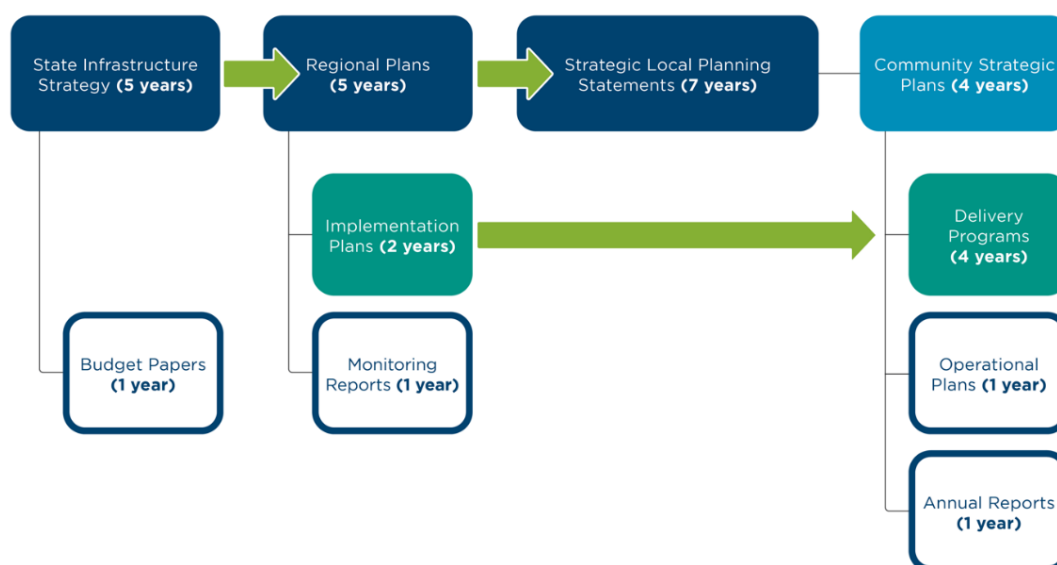 State Infrastructure
Strategy (5 years)
Regional Plans
(5 years)
Strategic Local Planning
Statements (7 years)
Community Strategic
Plans (4 years)
Implementation
Plans (2 years)
Delivery
Programs
(4 years)
Budget Papers
(1 year)
Monitoring
Reports (1 year)
Operational
Plans (1 year)
Annual Reports
(1 year)